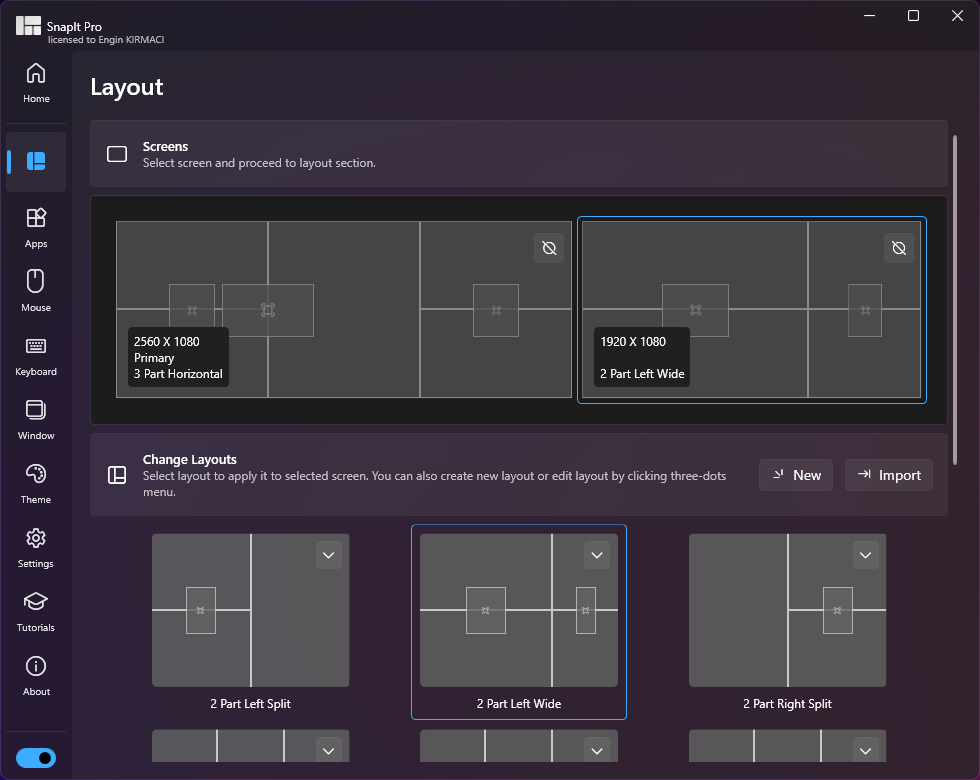 SnapIt Pro
licensed to Engin KIRMACI
Home
Apps
Mouse
Keyboard
Window
Theme
Settings
Tutorials
About
Layout
Screens
Select screen and proceed to layout section.
2560 X 1080
Primary
3 Part Horizontal
1920 X 1080
2 Part Left Wide
Change Layouts
Select layout to apply it to selected screen. You can also create new layout or edit layout by clicking three-dots
menu.
New
Import
2 Part Left Split
2 Part Left Wide
2 Part Right Split